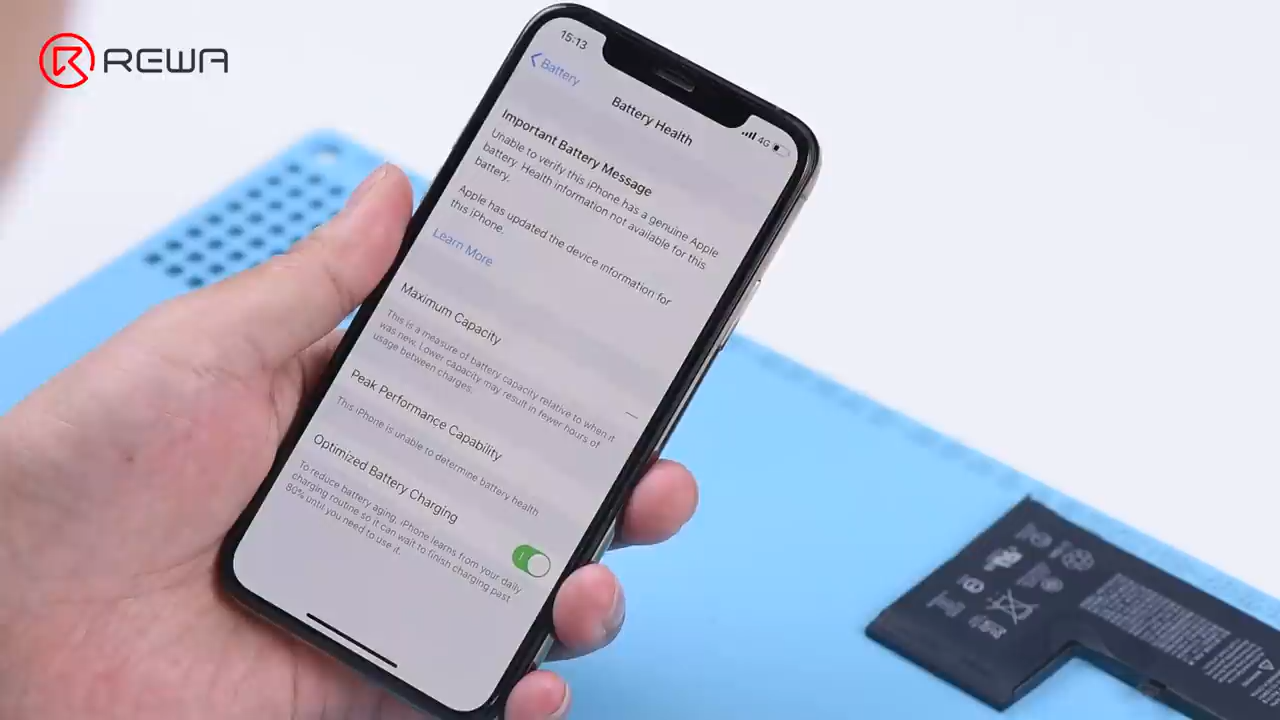 REWA
15:13
4G
Battery
Battery Health
Important Battery Message
Unable to verify this iPhone has a genuine Apple
battery. Health information not available for this
battery.
Apple has updated the device information for
this iPhone.
Learn More
Maximum Capacity
—
This is a measure of battery capacity relative to when it
was new. Lower capacity may result in fewer hours of
usage between charges.
Peak Performance Capability
This iPhone is unable to determine battery health
Optimized Battery Charging
To reduce battery aging, iPhone learns from your daily
charging routine so it can wait to finish charging past
80% until you need to use it.